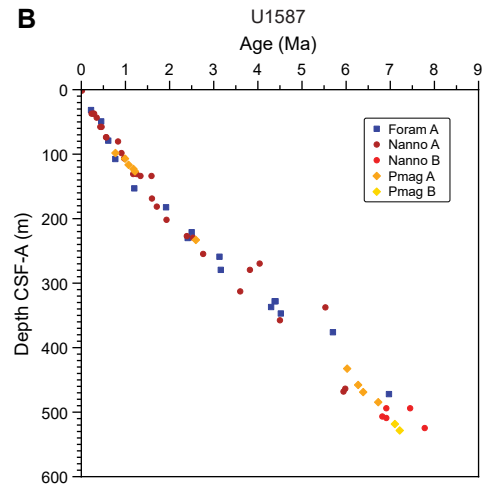 B
U1587
Age (Ma)
0 1 2 3 4 5 6 7 8 9
0
100
200
300
400
500
600
Depth CSF-A (m)
Foram A
Nanno A
Nanno B
Pmag A
Pmag B